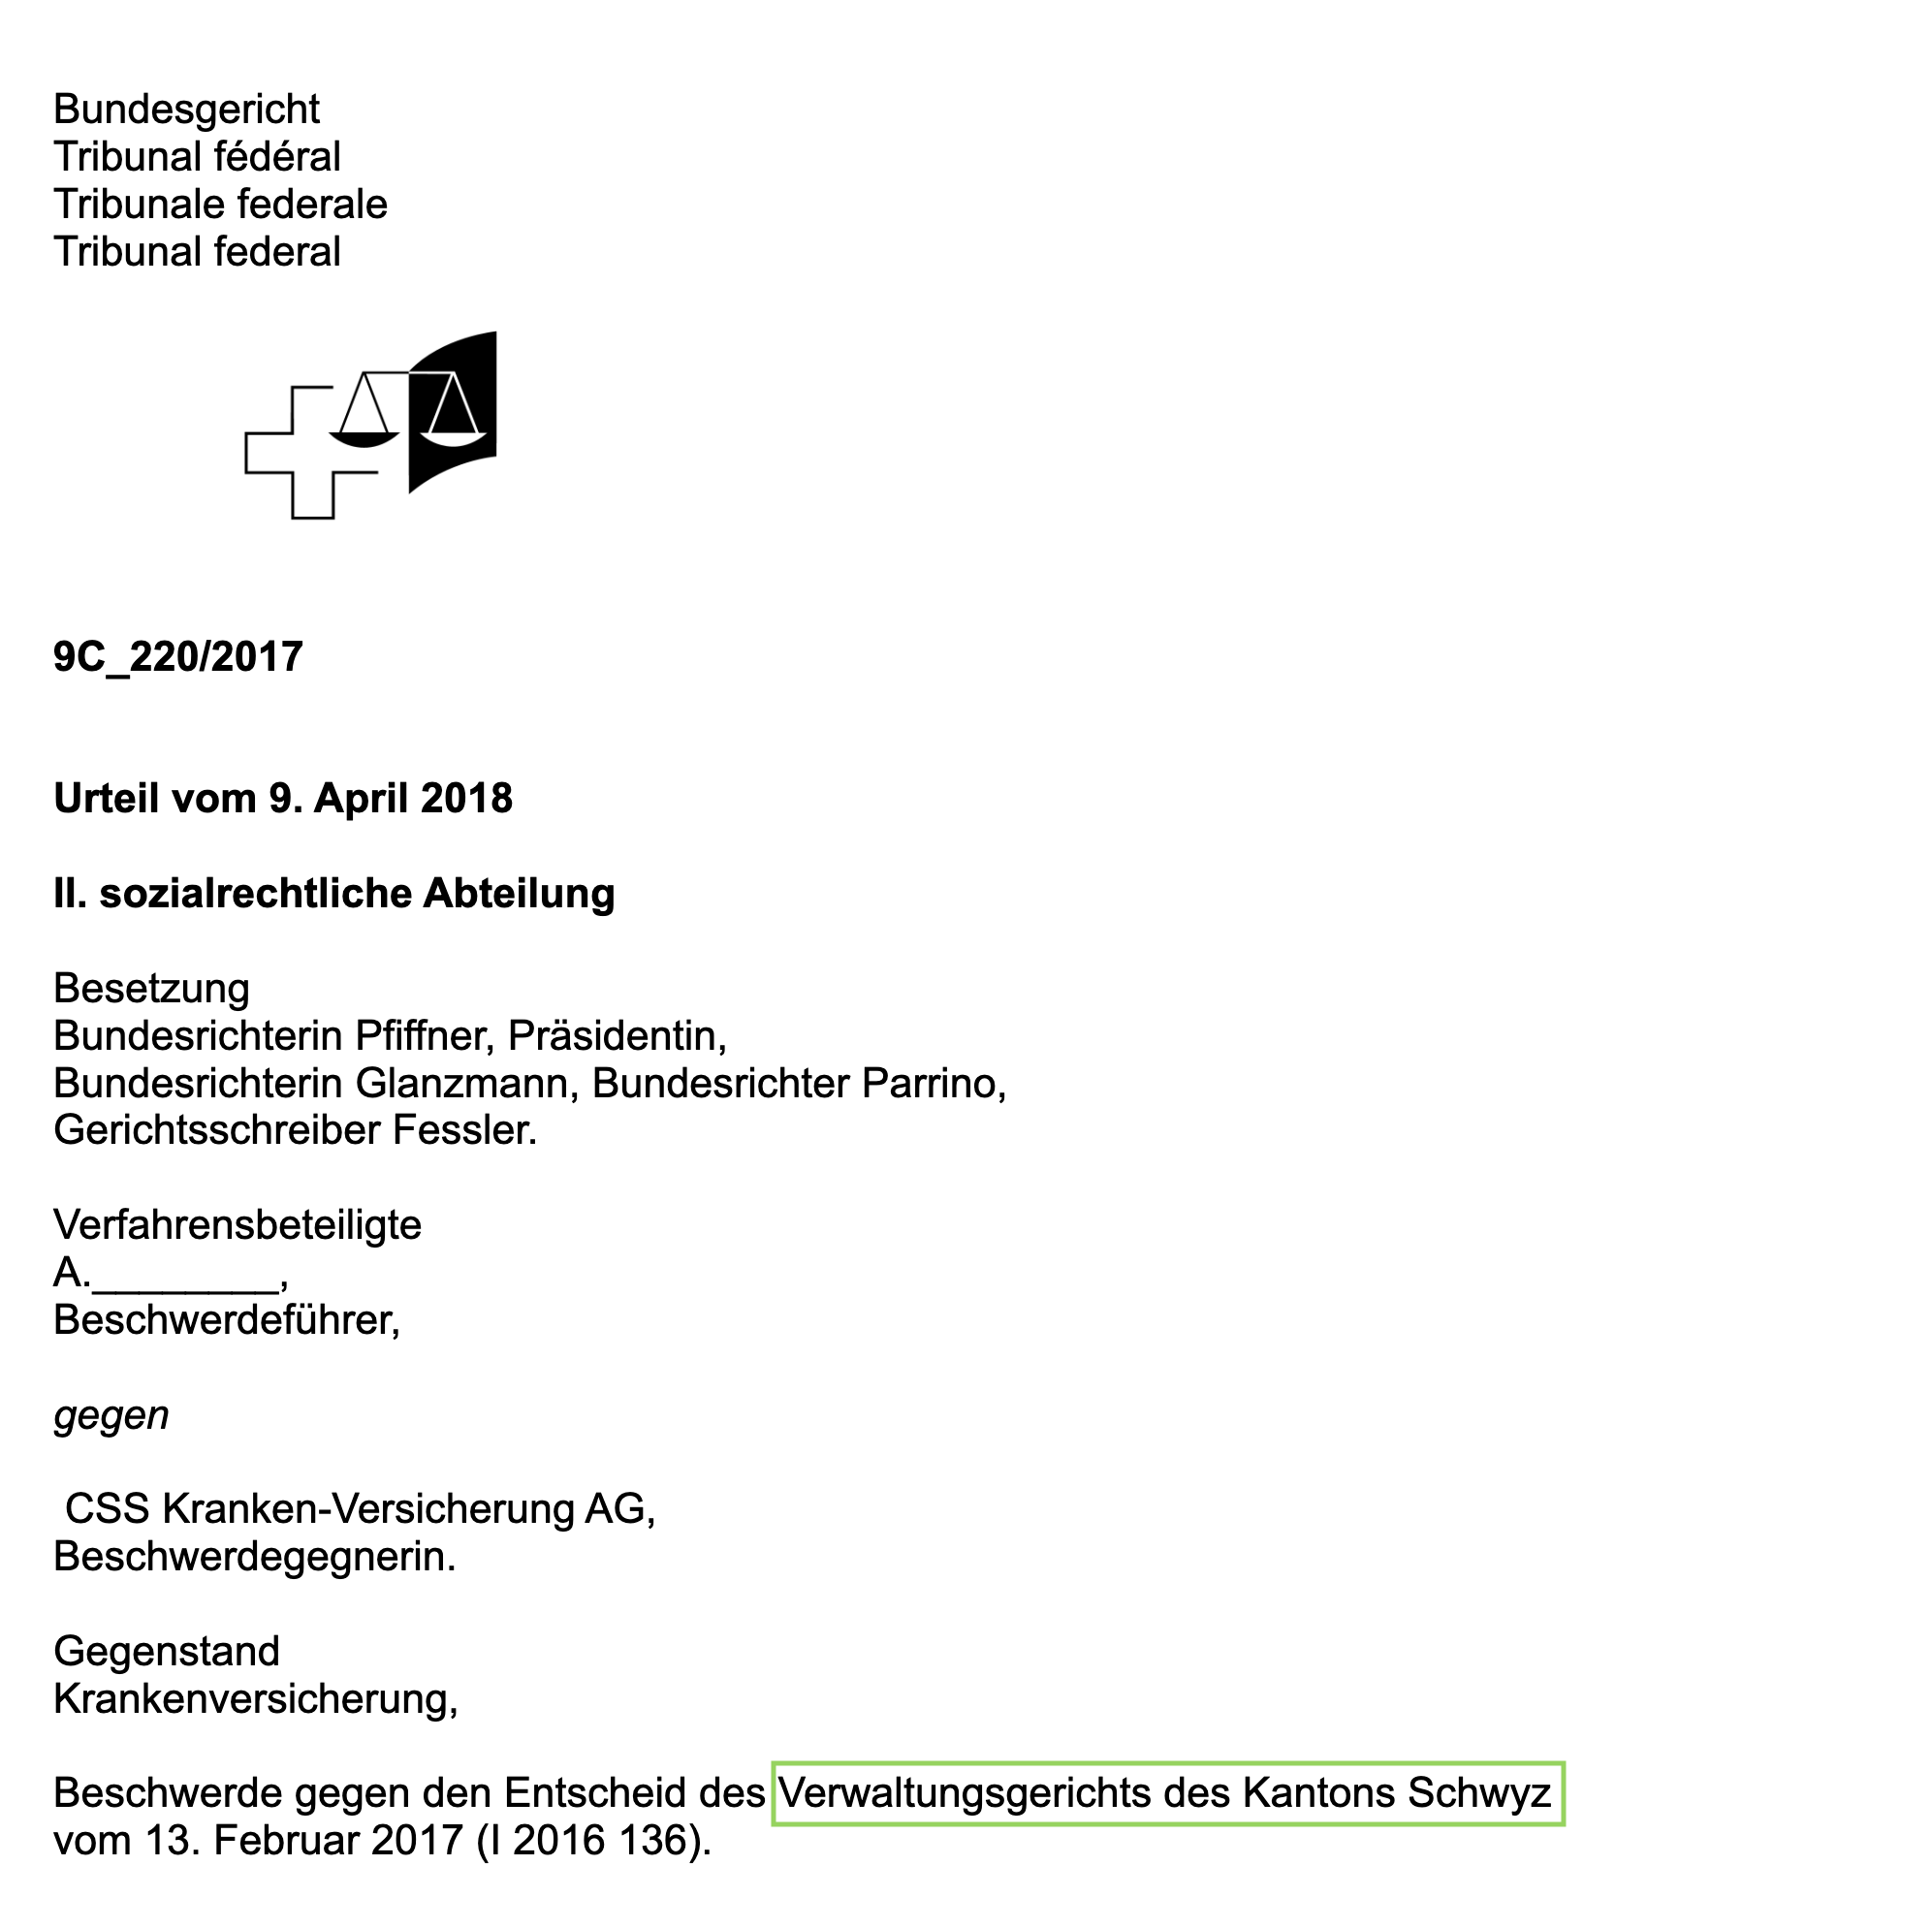 Bundesgericht
Tribunal fédéral
Tribunale federale
Tribunal federal
9C_220/2017
Urteil vom 9. April 2018
II. sozialrechtliche Abteilung
Besetzung
Bundesrichterin Pfiffner, Präsidentin,
Bundesrichterin Glanzmann, Bundesrichter Parrino,
Gerichtsschreiber Fessler.
Verfahrensbeteiligte
A.________,
Beschwerdeführer,
gegen
CSS Kranken-Versicherung AG,
Beschwerdegegnerin.
Gegenstand
Krankenversicherung,
Beschwerde gegen den Entscheid des Verwaltungsgerichts des Kantons Schwyz
vom 13. Februar 2017 (I 2016 136).